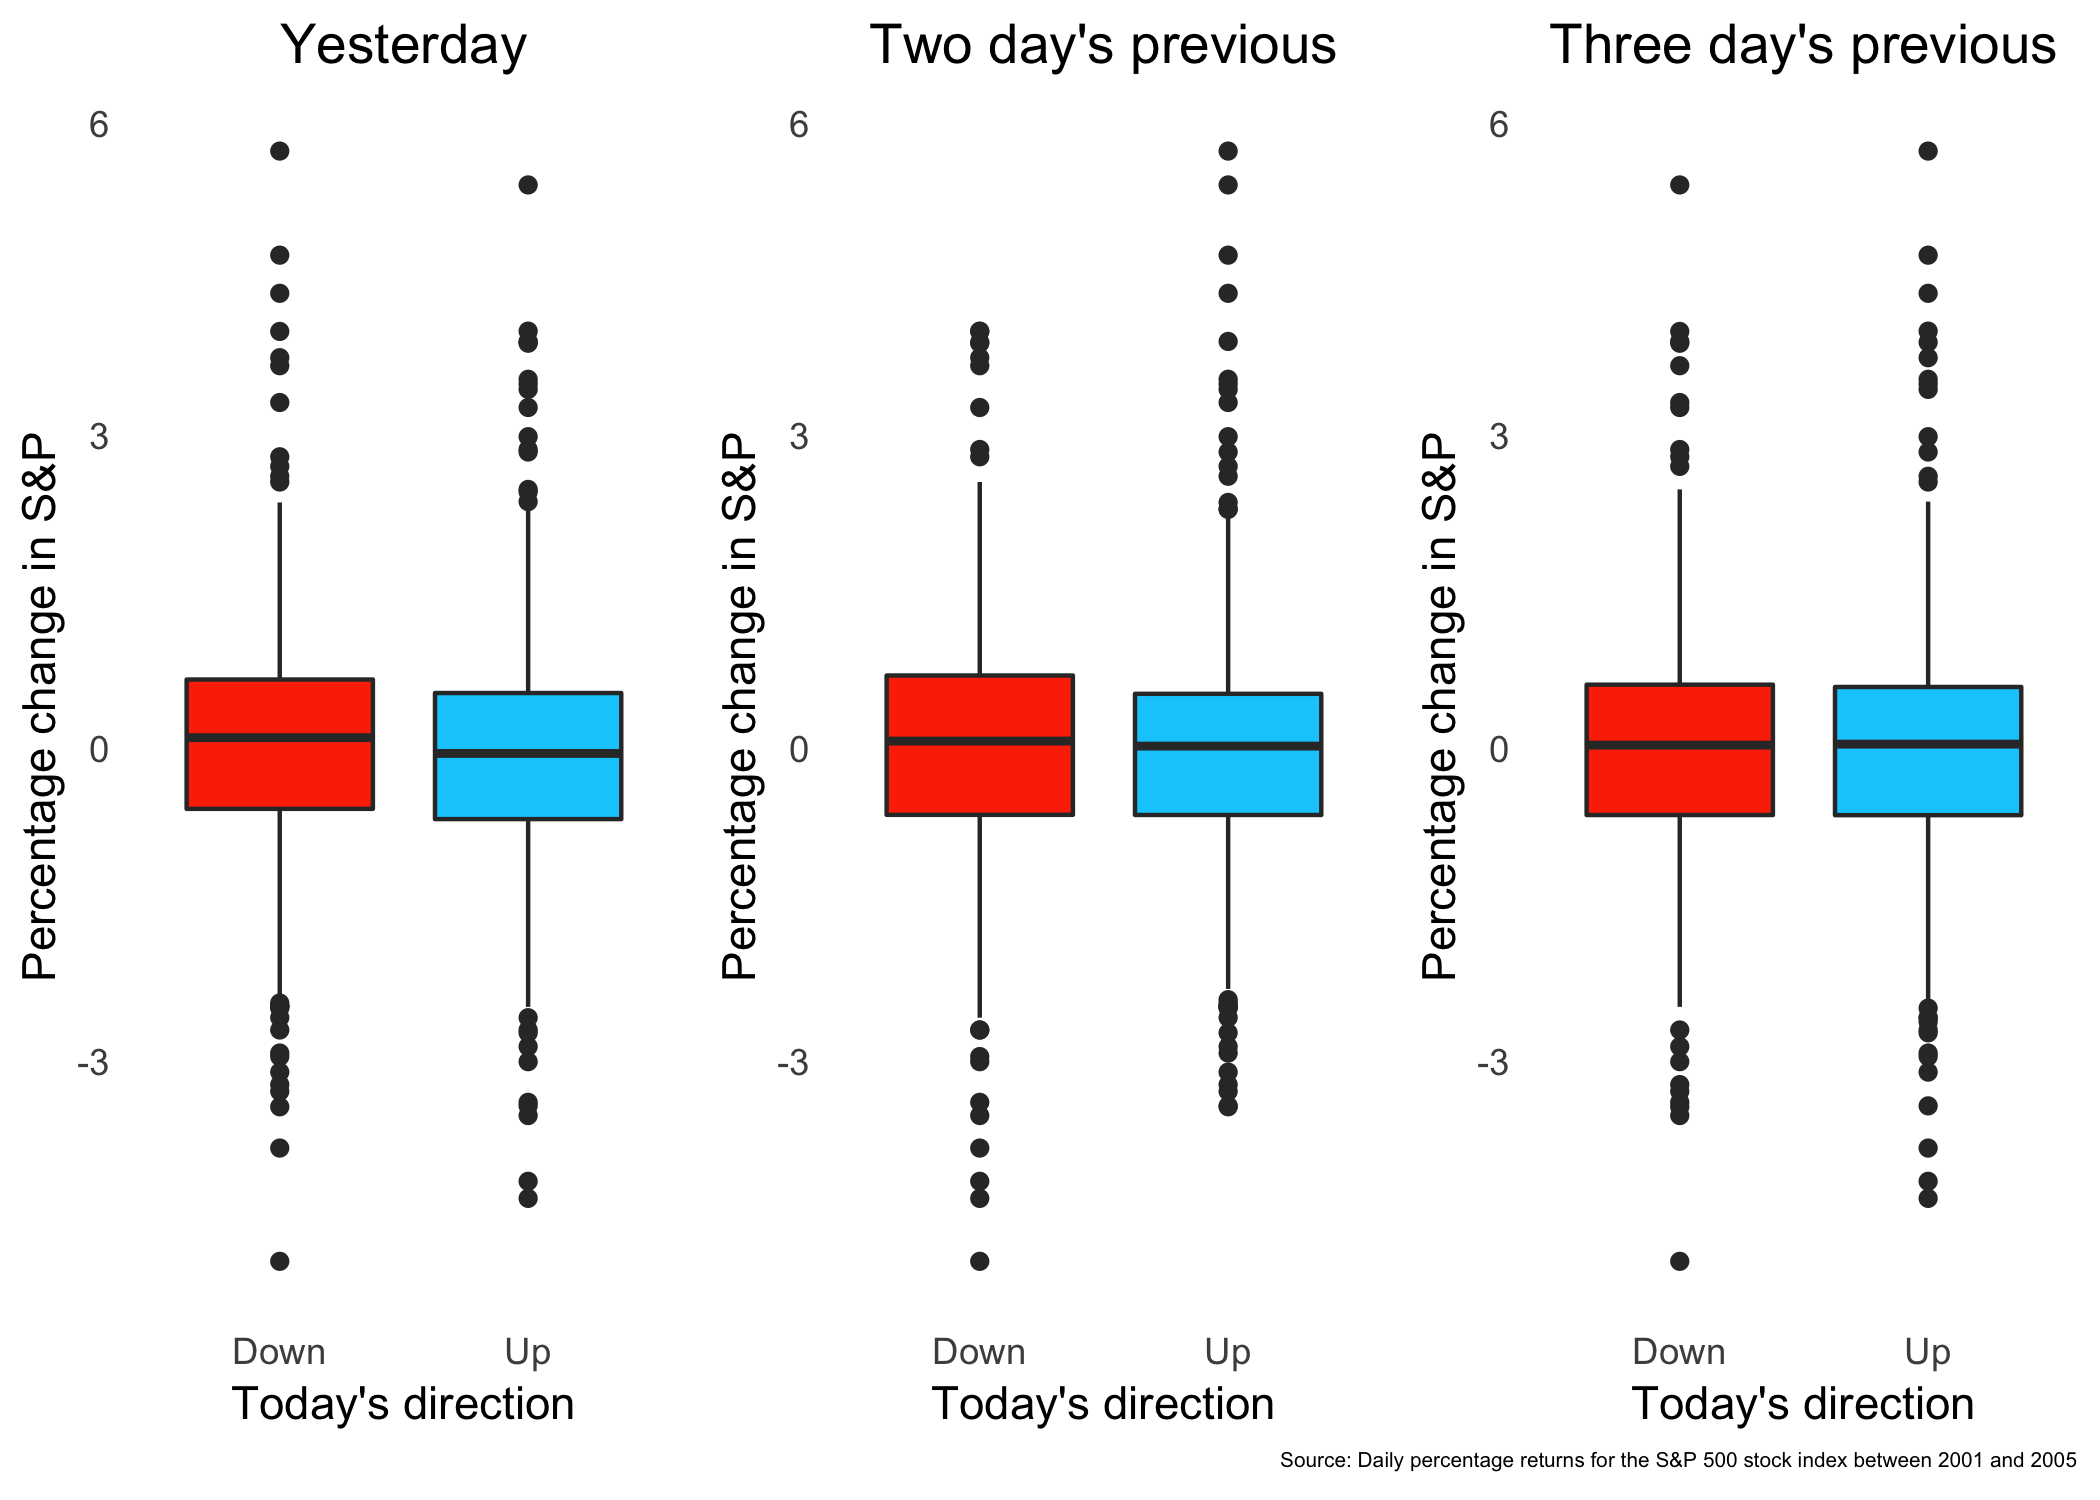 Yesterday
Two day's previous
Three day's previous
Percentage change in S&P
6
3
0
-3
Down Up
Today's direction
Percentage change in S&P
6
3
0
-3
Down Up
Today's direction
Percentage change in S&P
6
3
0
-3
Down Up
Today's direction
Source: Daily percentage returns for the S&P 500 stock index between 2001 and 2005